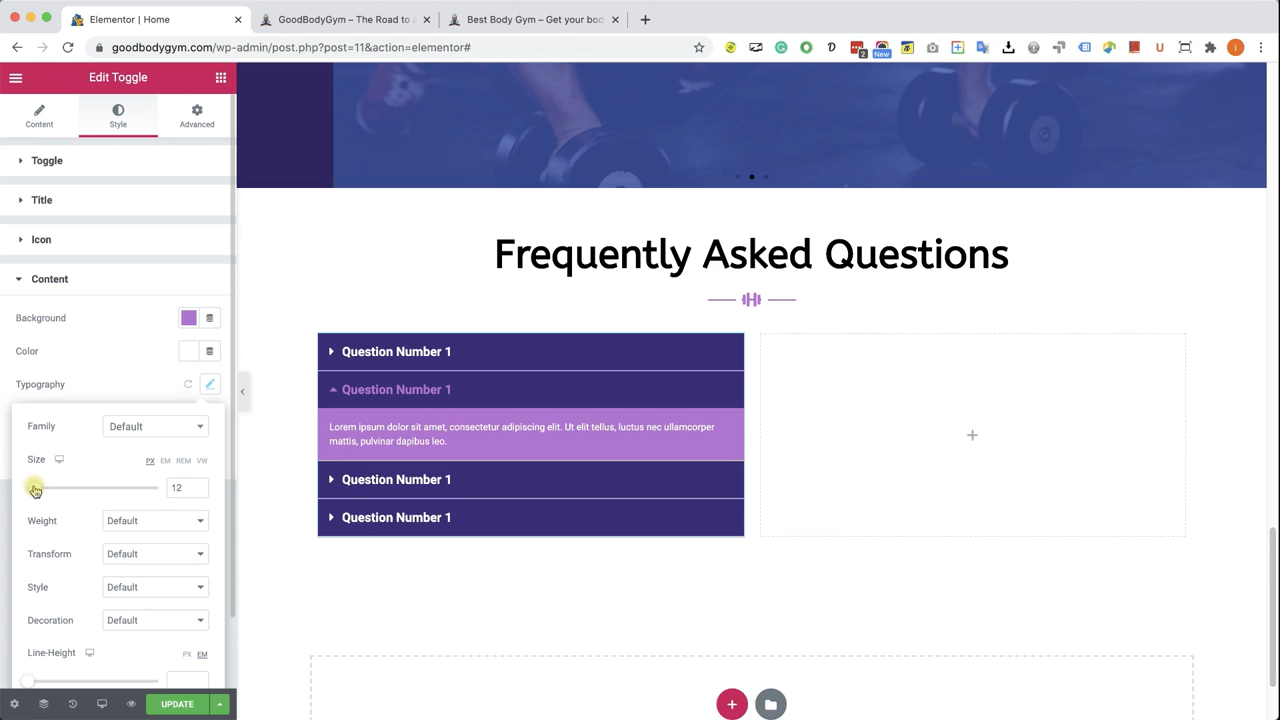 Elementor | Home
GoodBodyGym – The Road to a
Best Body Gym – Get your bod
goodbodygym.com/wp-admin/post.php?post=11&action=elementor#
2
New
i
Edit Toggle
Content
Style
Advanced
Toggle
Title
Icon
Content
Background
Color
Typography
Family
Default
Size
PX
EM
REM
VW
12
Weight
Default
Transform
Default
Style
Default
Decoration
Default
Line-Height
PX
EM
UPDATE
Frequently Asked Questions
Question Number 1
Question Number 1
Lorem ipsum dolor sit amet, consectetur adipiscing elit. Ut elit tellus, luctus nec ullamcorper
mattis, pulvinar dapibus leo.
Question Number 1
Question Number 1